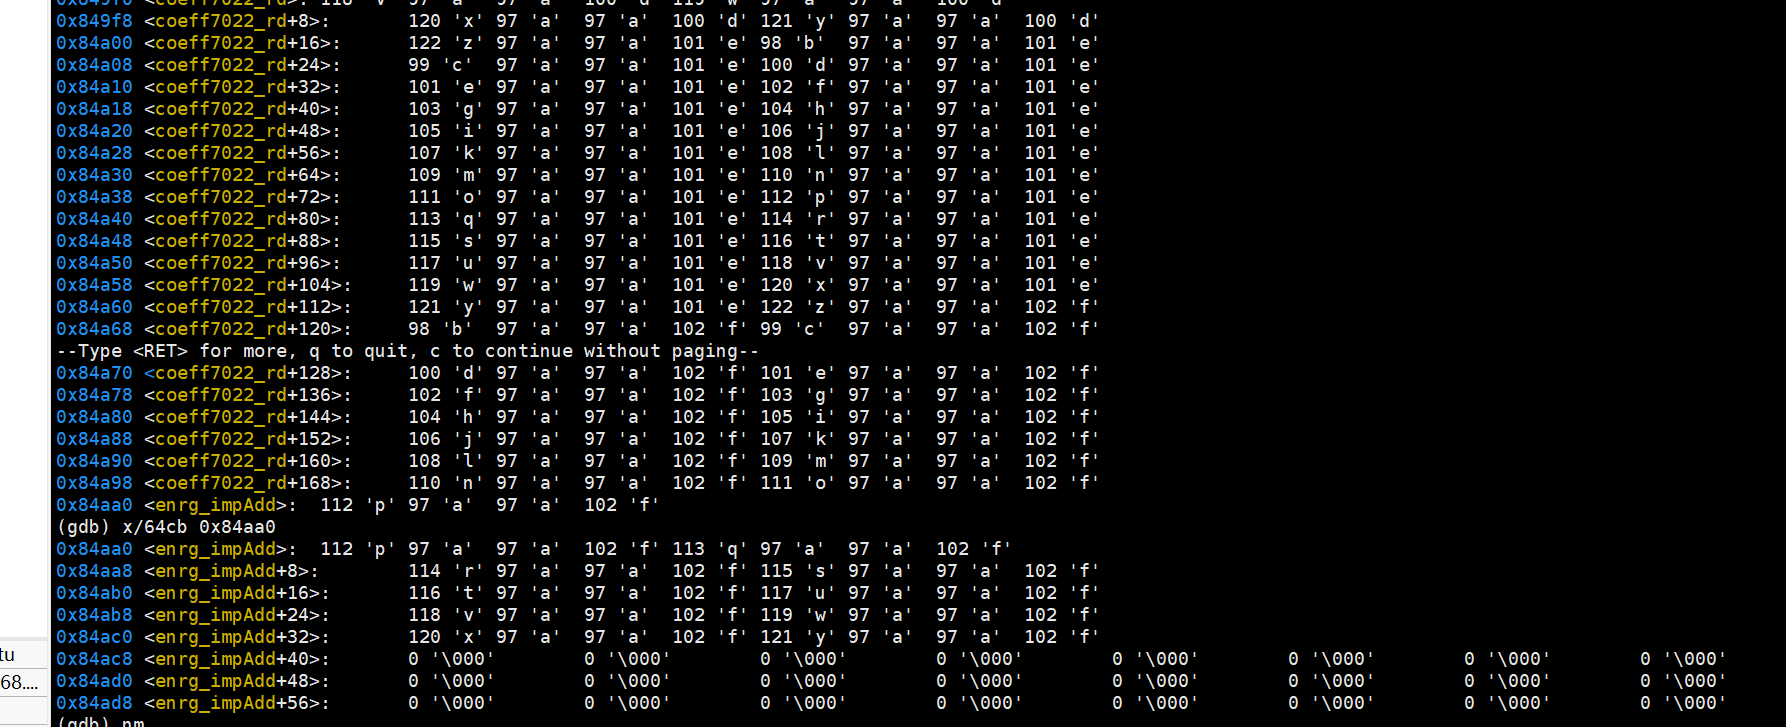 0x849f8 <coeff7022_rd+8>: 120 'x' 97 'a' 97 'a' 100 'd' 121 'y' 97 'a' 97 'a' 100 'd'
0x84a00 <coeff7022_rd+16>: 122 'z' 97 'a' 97 'a' 101 'e' 98 'b' 97 'a' 97 'a' 101 'e'
0x84a08 <coeff7022_rd+24>: 99 'c' 97 'a' 97 'a' 101 'e' 100 'd' 97 'a' 97 'a' 101 'e'
0x84a10 <coeff7022_rd+32>: 101 'e' 97 'a' 97 'a' 101 'e' 102 'f' 97 'a' 97 'a' 101 'e'
0x84a18 <coeff7022_rd+40>: 103 'g' 97 'a' 97 'a' 101 'e' 104 'h' 97 'a' 97 'a' 101 'e'
0x84a20 <coeff7022_rd+48>: 105 'i' 97 'a' 97 'a' 101 'e' 106 'j' 97 'a' 97 'a' 101 'e'
0x84a28 <coeff7022_rd+56>: 107 'k' 97 'a' 97 'a' 101 'e' 108 'l' 97 'a' 97 'a' 101 'e'
0x84a30 <coeff7022_rd+64>: 109 'm' 97 'a' 97 'a' 101 'e' 110 'n' 97 'a' 97 'a' 101 'e'
0x84a38 <coeff7022_rd+72>: 111 'o' 97 'a' 97 'a' 101 'e' 112 'p' 97 'a' 97 'a' 101 'e'
0x84a40 <coeff7022_rd+80>: 113 'q' 97 'a' 97 'a' 101 'e' 114 'r' 97 'a' 97 'a' 101 'e'
0x84a48 <coeff7022_rd+88>: 115 's' 97 'a' 97 'a' 101 'e' 116 't' 97 'a' 97 'a' 101 'e'
0x84a50 <coeff7022_rd+96>: 117 'u' 97 'a' 97 'a' 101 'e' 118 'v' 97 'a' 97 'a' 101 'e'
0x84a58 <coeff7022_rd+104>: 119 'w' 97 'a' 97 'a' 101 'e' 120 'x' 97 'a' 97 'a' 101 'e'
0x84a60 <coeff7022_rd+112>: 121 'y' 97 'a' 97 'a' 101 'e' 122 'z' 97 'a' 97 'a' 102 'f'
0x84a68 <coeff7022_rd+120>: 98 'b' 97 'a' 97 'a' 102 'f' 99 'c' 97 'a' 97 'a' 102 'f'
--Type <RET> for more, q to quit, c to continue without paging--
0x84a70 <coeff7022_rd+128>: 100 'd' 97 'a' 97 'a' 102 'f' 101 'e' 97 'a' 97 'a' 102 'f'
0x84a78 <coeff7022_rd+136>: 102 'f' 97 'a' 97 'a' 102 'f' 103 'g' 97 'a' 97 'a' 102 'f'
0x84a80 <coeff7022_rd+144>: 104 'h' 97 'a' 97 'a' 102 'f' 105 'i' 97 'a' 97 'a' 102 'f'
0x84a88 <coeff7022_rd+152>: 106 'j' 97 'a' 97 'a' 102 'f' 107 'k' 97 'a' 97 'a' 102 'f'
0x84a90 <coeff7022_rd+160>: 108 'l' 97 'a' 97 'a' 102 'f' 109 'm' 97 'a' 97 'a' 102 'f'
0x84a98 <coeff7022_rd+168>: 110 'n' 97 'a' 97 'a' 102 'f' 111 'o' 97 'a' 97 'a' 102 'f'
0x84aa0 <enrg_impAdd>: 112 'p' 97 'a' 97 'a' 102 'f'
(gdb) x/64cb 0x84aa0
0x84aa0 <enrg_impAdd>: 112 'p' 97 'a' 97 'a' 102 'f' 113 'q' 97 'a' 97 'a' 102 'f'
0x84aa8 <enrg_impAdd+8>: 114 'r' 97 'a' 97 'a' 102 'f' 115 's' 97 'a' 97 'a' 102 'f'
0x84ab0 <enrg_impAdd+16>: 116 't' 97 'a' 97 'a' 102 'f' 117 'u' 97 'a' 97 'a' 102 'f'
0x84ab8 <enrg_impAdd+24>: 118 'v' 97 'a' 97 'a' 102 'f' 119 'w' 97 'a' 97 'a' 102 'f'
0x84ac0 <enrg_impAdd+32>: 120 'x' 97 'a' 97 'a' 102 'f' 121 'y' 97 'a' 97 'a' 102 'f'
0x84ac8 <enrg_impAdd+40>: 0 '\000' 0 '\000' 0 '\000' 0 '\000' 0 '\000' 0 '\000' 0 '\000' 0 '\000'
0x84ad0 <enrg_impAdd+48>: 0 '\000' 0 '\000' 0 '\000' 0 '\000' 0 '\000' 0 '\000' 0 '\000' 0 '\000'
0x84ad8 <enrg_impAdd+56>: 0 '\000' 0 '\000' 0 '\000' 0 '\000' 0 '\000' 0 '\000' 0 '\000' 0 '\000'
(gdb) nm
tu
68....